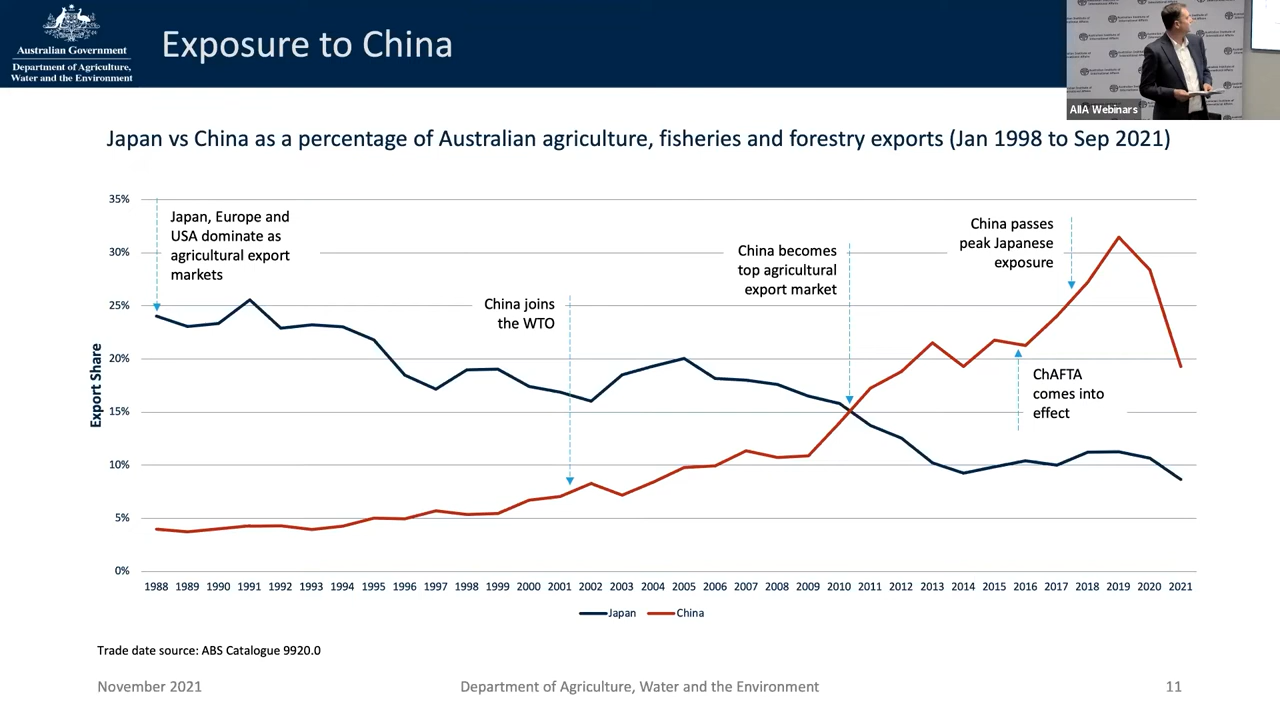 Australian Government
Department of Agriculture,
Water and the Environment
Exposure to China
AIIA Webinars
Japan vs China as a percentage of Australian agriculture, fisheries and forestry exports (Jan 1998 to Sep 2021)
35%
30%
25%
20%
15%
10%
5%
0%
Export Share
Japan, Europe and
USA dominate as
agricultural export
markets
China joins
the WTO
China becomes
top agricultural
export market
China passes
peak Japanese
exposure
ChAFTA
comes into
effect
1988 1989 1990 1991 1992 1993 1994 1995 1996 1997 1998 1999 2000 2001 2002 2003 2004 2005 2006 2007 2008 2009 2010 2011 2012 2013 2014 2015 2016 2017 2018 2019 2020 2021
Japan China
Trade date source: ABS Catalogue 9920.0
November 2021
Department of Agriculture, Water and the Environment
11